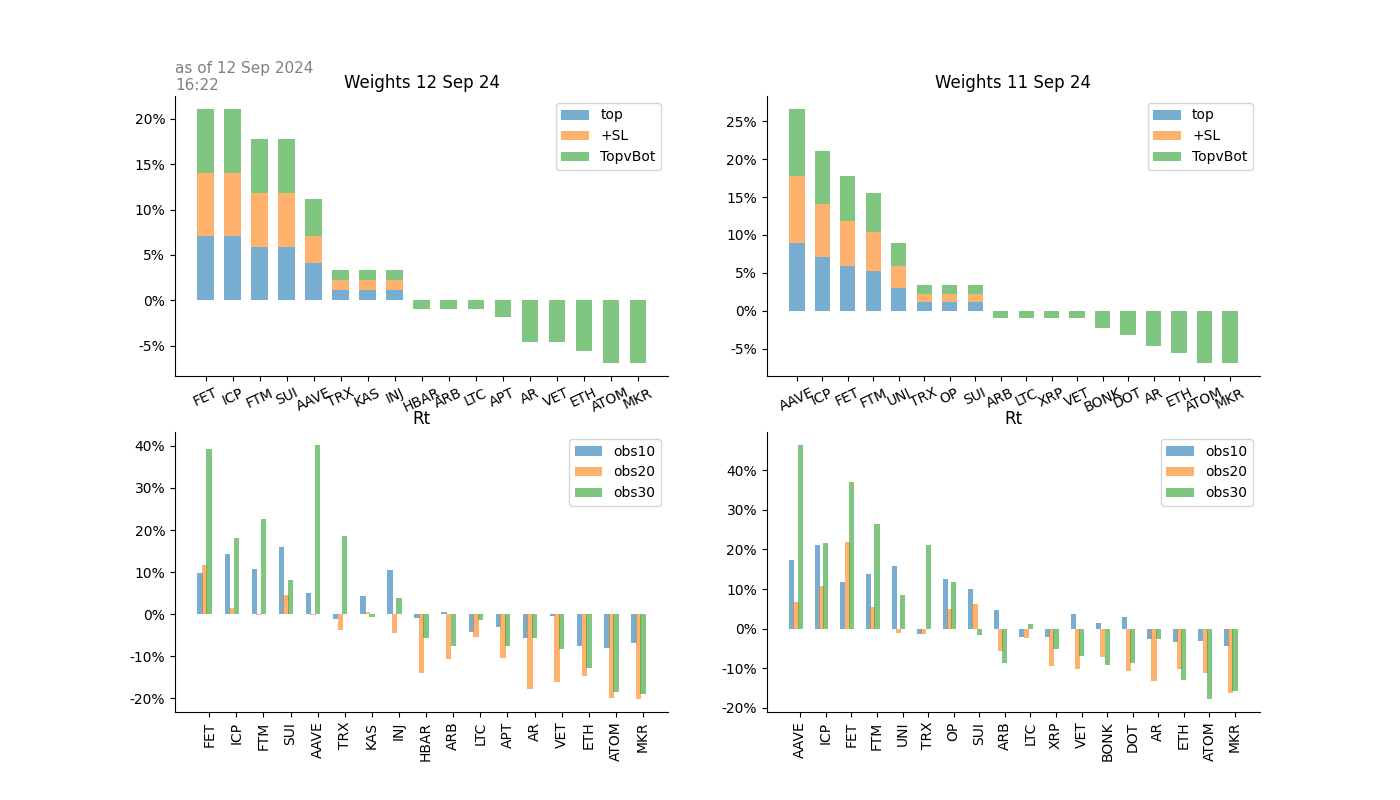 as of 12 Sep 2024
16:22
Weights 12 Sep 24
20%
15%
10%
5%
0%
-5%
top
+SL
TopvBot
FET ICP FTM SUI AAVE TRX KAS INJ HBAR ARB LTC APT AR VET ETH ATOM MKR
Weights 11 Sep 24
25%
20%
15%
10%
5%
0%
-5%
top
+SL
TopvBot
AAVE ICP FET FTM UNI TRX OP SUI ARB LTC XRP VET BONK DOT AR ETH ATOM MKR
Rt
40%
30%
20%
10%
0%
-10%
-20%
obs10
obs20
obs30
FET ICP FTM SUI AAVE TRX KAS INJ HBAR ARB LTC APT AR VET ETH ATOM MKR
Rt
40%
30%
20%
10%
0%
-10%
-20%
obs10
obs20
obs30
AAVE ICP FET FTM UNI TRX OP SUI ARB LTC XRP VET BONK DOT AR ETH ATOM MKR